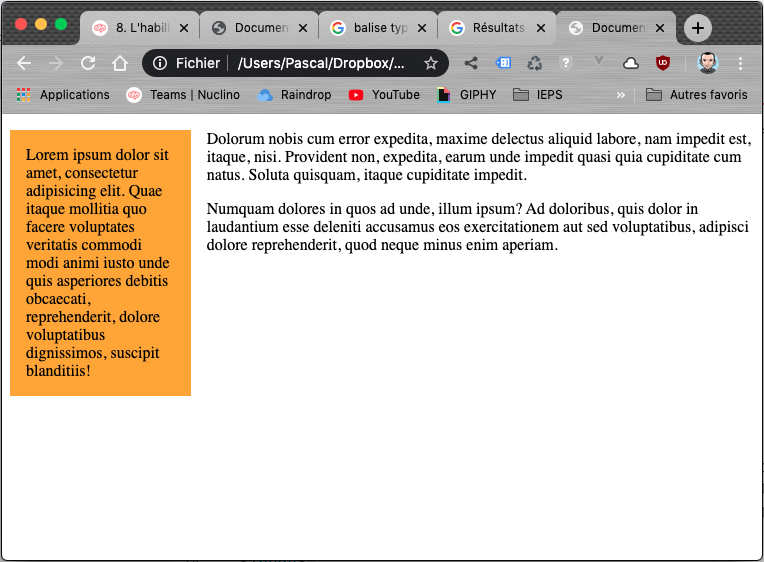 8. L'habill
Documen
balise typ
Résultats
Documen
Fichier
/Users/Pascal/Dropbox/...
Applications
Teams | Nuclino
Raindrop
YouTube
GIPHY
IEPS
»
Autres favoris
Lorem ipsum dolor sit
amet, consectetur
adipisicing elit. Quae
itaque mollitia quo
facere voluptates
veritatis commodi
modi animi iusto unde
quis asperiores debitis
obcaecati,
reprehenderit, dolore
voluptatibus
dignissimos, suscipit
blanditiis!
Dolorum nobis cum error expedita, maxime delectus aliquid labore, nam impedit est,
itaque, nisi. Provident non, expedita, earum unde impedit quasi quia cupiditate cum
natus. Soluta quisquam, itaque cupiditate impedit.
Numquam dolores in quos ad unde, illum ipsum? Ad doloribus, quis dolor in
laudantium esse deleniti accusamus eos exercitationem aut sed voluptatibus, adipisci
dolore reprehenderit, quod neque minus enim aperiam.